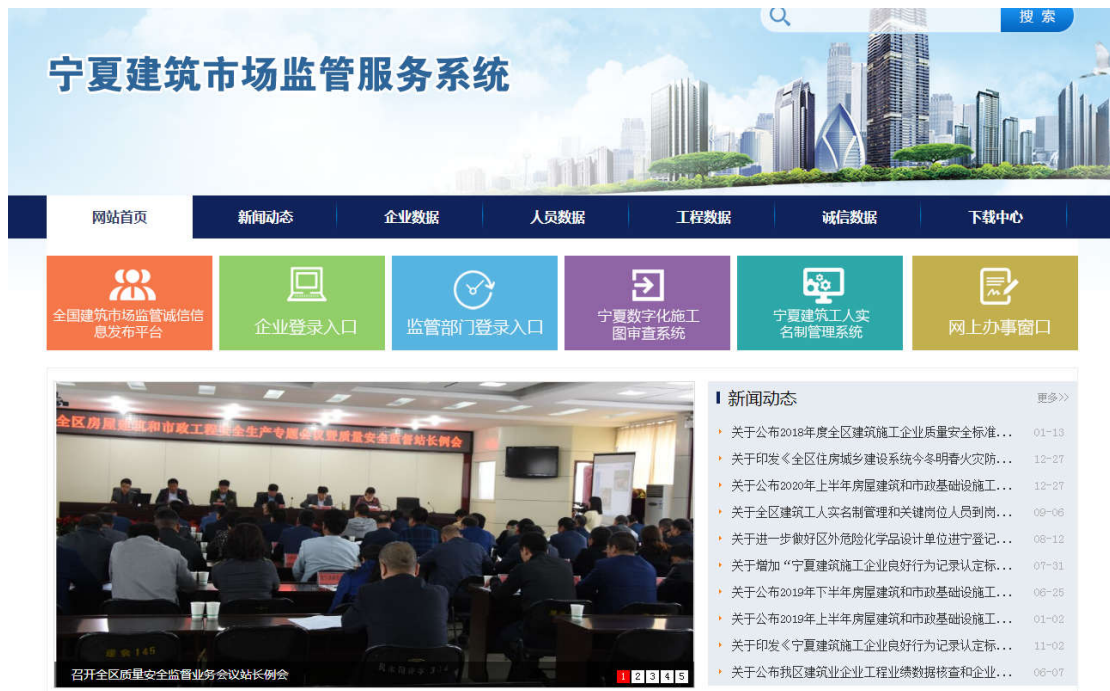 搜 索
宁夏建筑市场监管服务系统
网站首页
新闻动态
企业数据
人员数据
工程数据
诚信数据
下载中心
全国建筑市场监管诚信信
息发布平台
企业登录入口
监管部门登录入口
宁夏数字化施工
图审查系统
宁夏建筑工人实
名制管理系统
网上办事窗口
全区房屋建筑和市政工程安全生产专题会议暨质量安全监督站长例会
召开全区质量安全监督业务会议站长例会
1 2 3 4 5
新闻动态
更多>>
关于公布2018年度全区建筑施工企业质量安全标准... 01-13
关于印发《全区住房城乡建设系统今冬明春火灾防... 12-27
关于公布2020年上半年房屋建筑和市政基础设施工... 12-27
关于全区建筑工人实名制管理和关键岗位人员到岗... 09-06
关于进一步做好区外危险化学品设计单位进宁登记... 08-12
关于增加“宁夏建筑施工企业良好行为记录认定标... 07-31
关于公布2019年下半年房屋建筑和市政基础设施工... 06-25
关于公布2019年上半年房屋建筑和市政基础设施工... 01-02
关于印发《宁夏建筑施工企业良好行为记录认定标... 11-02
关于公布我区建筑业企业工程业绩数据核查和企业... 06-07